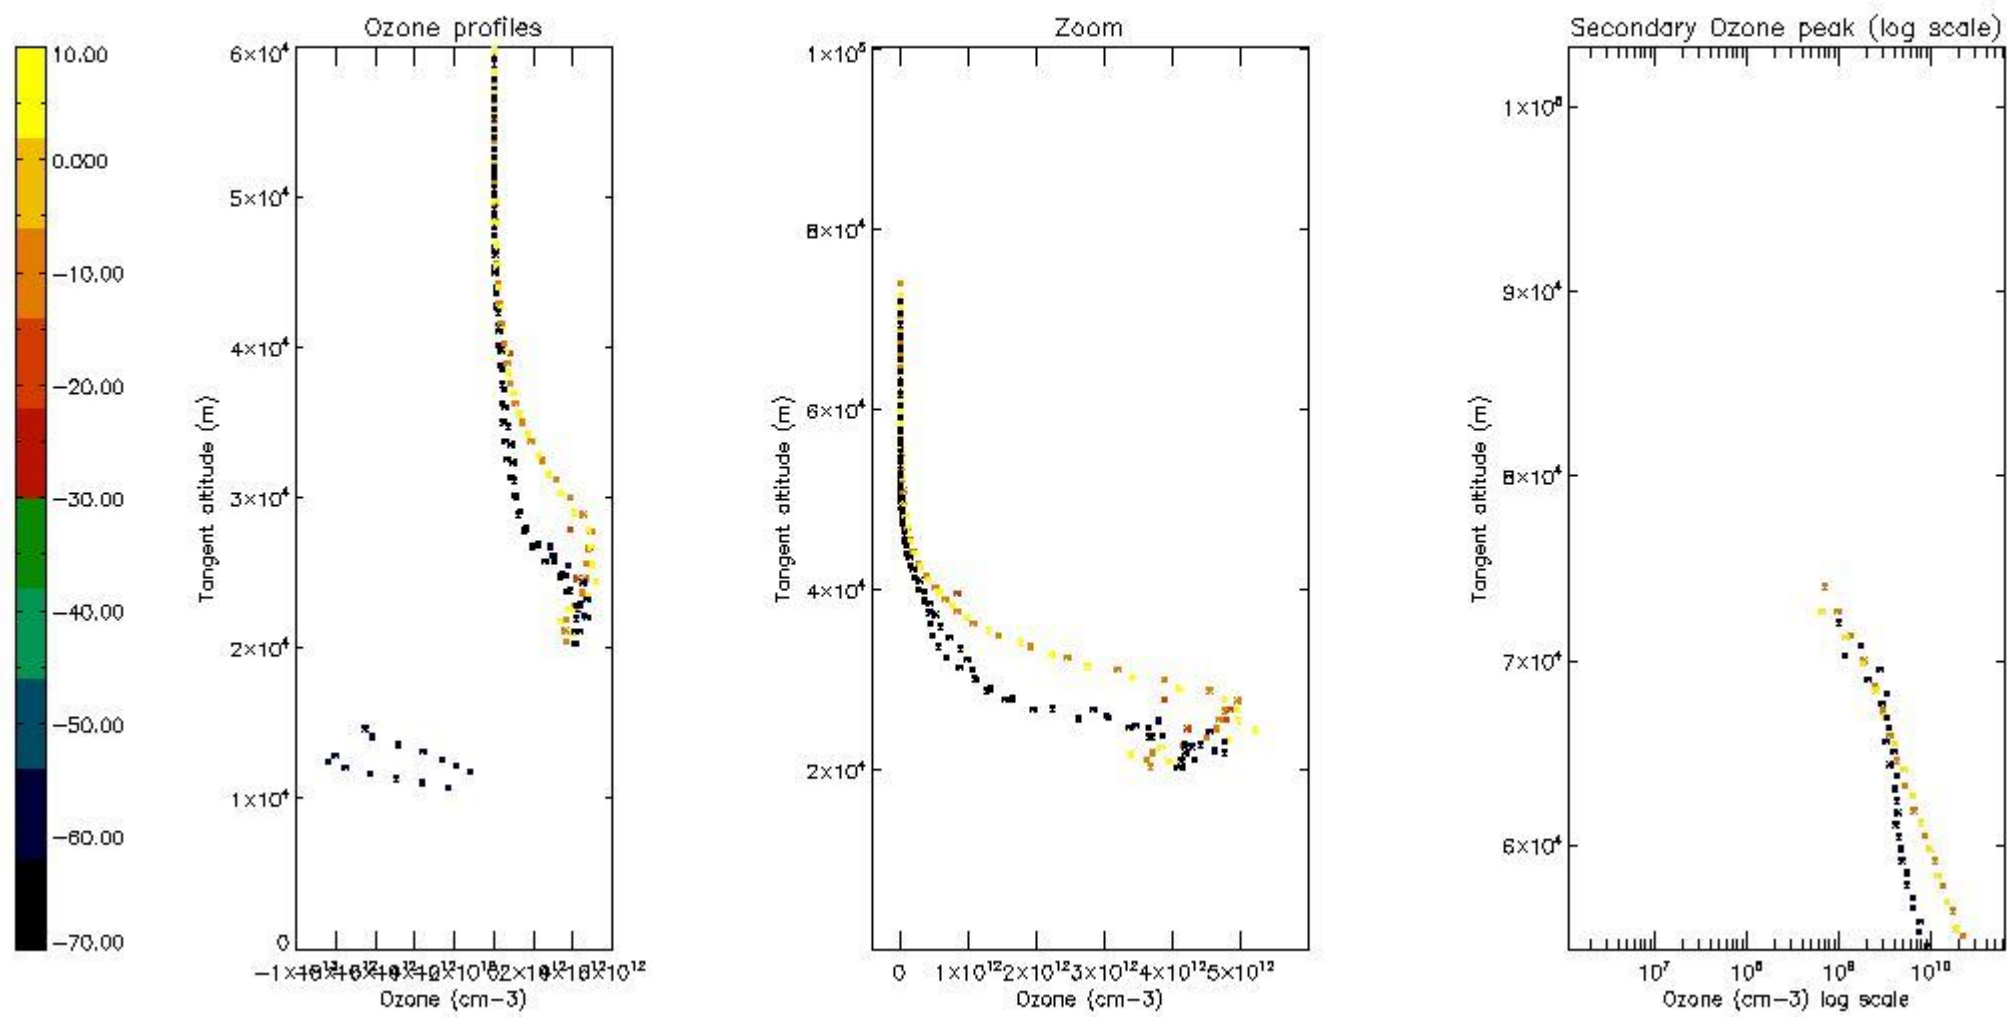 Ozone profiles
Zoom
Secondary Ozone peak (log scale)
10.00
0.000
−10.00
−20.00
−30.00
−40.00
−50.00
−60.00
−70.00
6×10⁴
5×10⁴
4×10⁴
3×10⁴
2×10⁴
1×10⁴
0
Tangent altitude (m)
Ozone (cm−3)
1×10⁵
8×10⁴
6×10⁴
4×10⁴
2×10⁴
Tangent altitude (m)
0 1×10¹² 2×10¹² 3×10¹² 4×10¹² 5×10¹²
Ozone (cm−3)
9×10⁴
8×10⁴
7×10⁴
6×10⁴
Tangent altitude (m)
10⁷ 10⁸ 10⁹ 10¹⁰
Ozone (cm−3) log scale